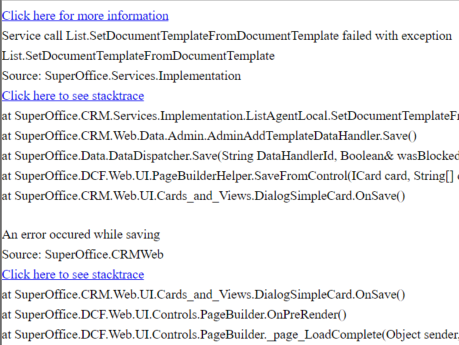 Click here for more information
Service call List.SetDocumentTemplateFromDocumentTemplate failed with exception
List.SetDocumentTemplateFromDocumentTemplate
Source: SuperOffice.Services.Implementation
Click here to see stacktrace
at SuperOffice.CRM.Services.Implementation.ListAgentLocal.SetDocumentTemplateF
at SuperOffice.CRM.Web.Data.Admin.AdminAddTemplateDataHandler.Save()
at SuperOffice.Data.DataDispatcher.Save(String DataHandlerId, Boolean& wasBlocked
at SuperOffice.DCF.Web.UI.PageBuilderHelper.SaveFromControl(ICard card, String[]
at SuperOffice.CRM.Web.UI.Cards_and_Views.DialogSimpleCard.OnSave()
An error occured while saving
Source: SuperOffice.CRMWeb
Click here to see stacktrace
at SuperOffice.CRM.Web.UI.Cards_and_Views.DialogSimpleCard.OnSave()
at SuperOffice.DCF.Web.UI.Controls.PageBuilder.OnPreRender()
at SuperOffice.DCF.Web.UI.Controls.PageBuilder._page_LoadComplete(Object sender,